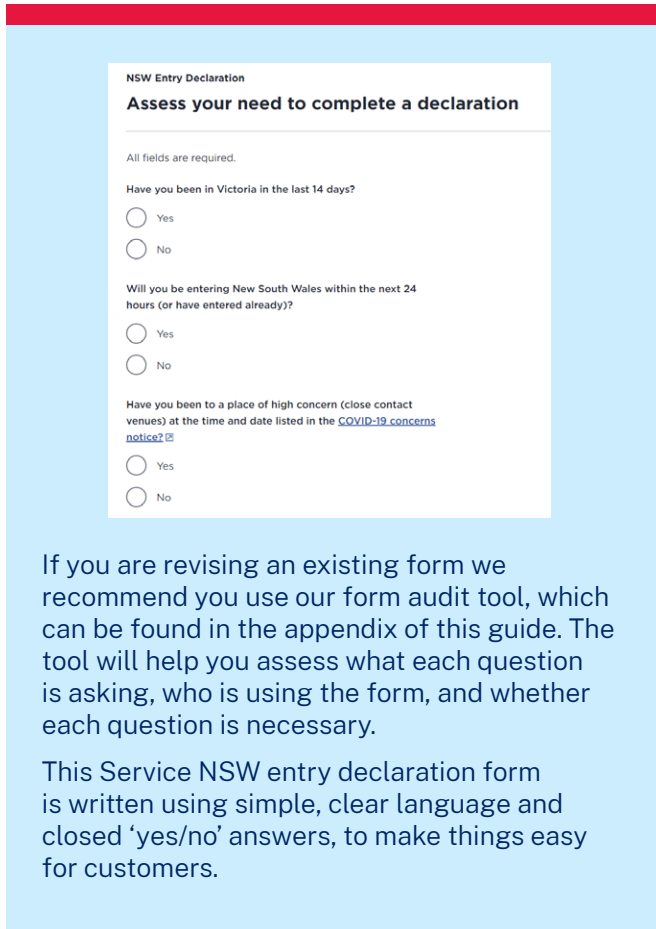 NSW Entry Declaration
Assess your need to complete a declaration
All fields are required.
Have you been in Victoria in the last 14 days?
Yes
No
Will you be entering New South Wales within the next 24
hours (or have entered already)?
Yes
No
Have you been to a place of high concern (close contact
venues) at the time and date listed in the COVID-19 concerns
notice?
Yes
No
If you are revising an existing form we
recommend you use our form audit tool, which
can be found in the appendix of this guide. The
tool will help you assess what each question
is asking, who is using the form, and whether
each question is necessary.
This Service NSW entry declaration form
is written using simple, clear language and
closed ‘yes/no’ answers, to make things easy
for customers.